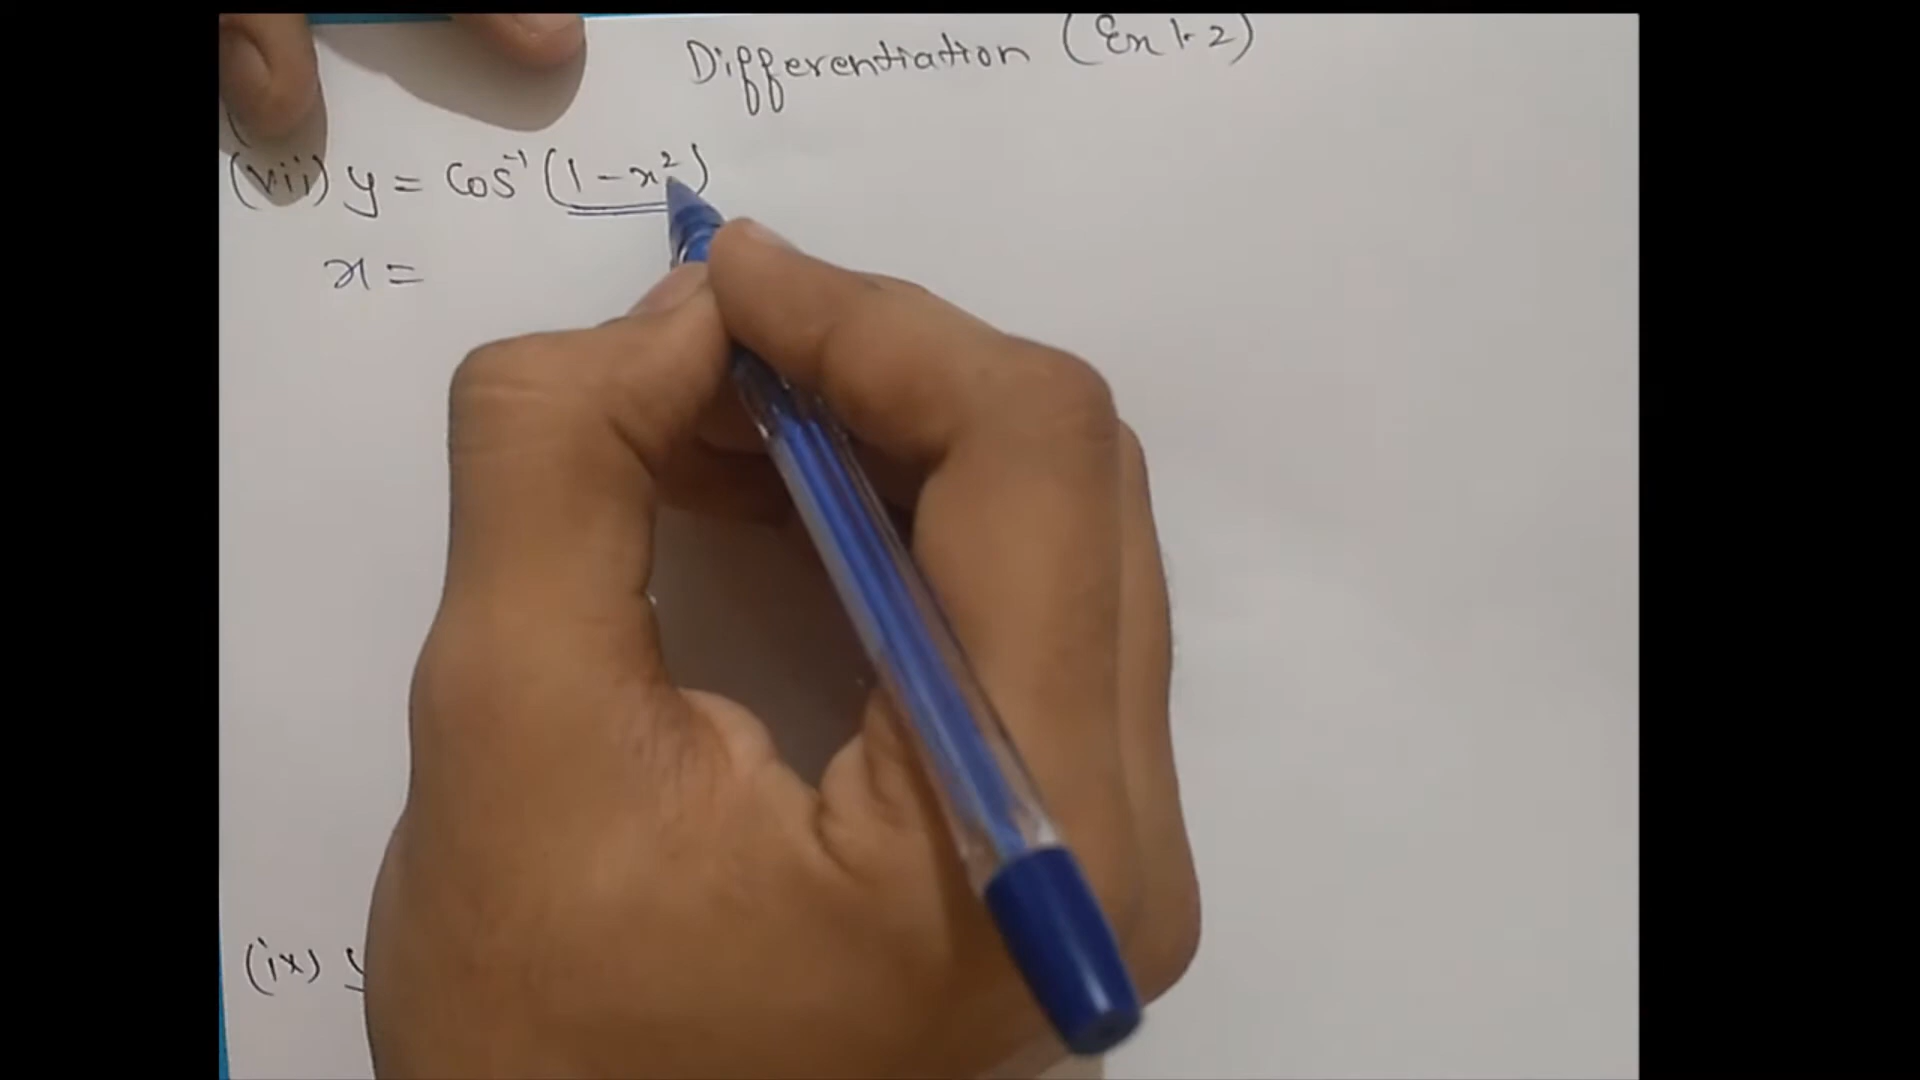 Differentiation (Ex 1.2)
(vii) y = Cos⁻¹ (1-x²)
x =
(ix) y